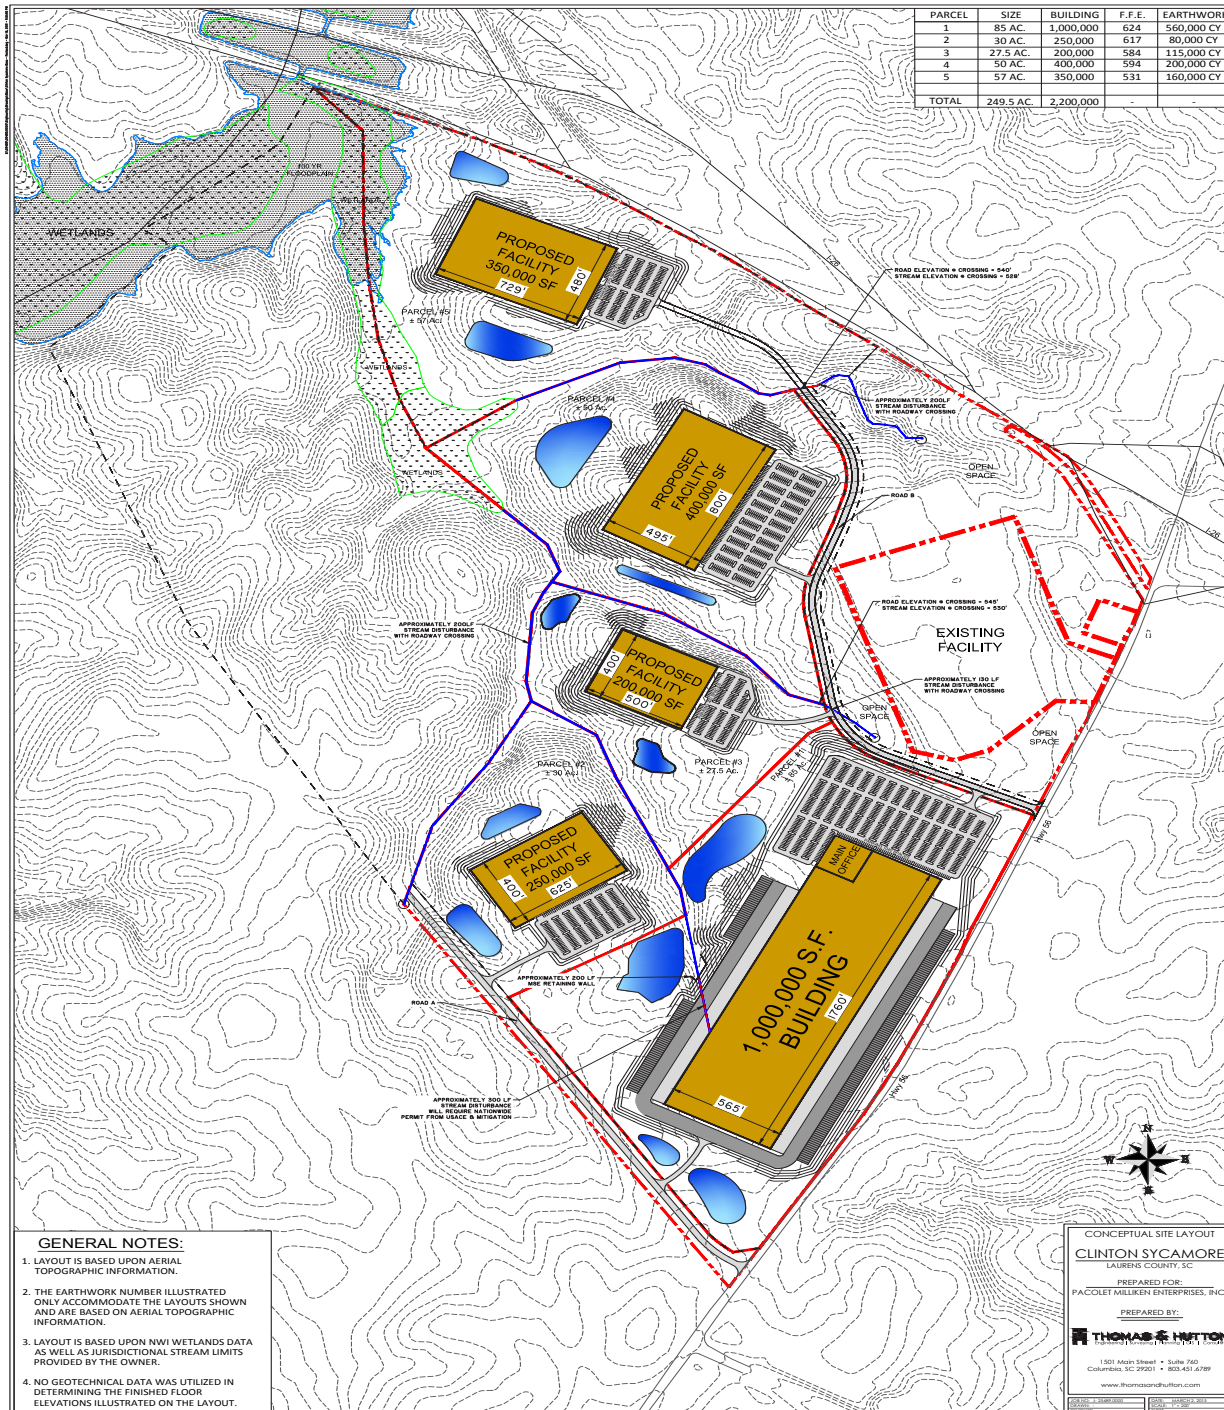 PARCEL SIZE BUILDING F.F.E. EARTHWORK
1 85 AC. 1,000,000 624 560,000 CY
2 30 AC. 250,000 617 80,000 CY
3 27.5 AC. 200,000 584 115,000 CY
4 50 AC. 400,000 594 200,000 CY
5 57 AC. 350,000 531 160,000 CY
TOTAL 249.5 AC. 2,200,000 - -
100 YR
FLOODPLAIN
WETLANDS
WETLANDS
PROPOSED
FACILITY
350,000 SF
729'
480'
I-26
ROAD ELEVATION @ CROSSING = 540'
STREAM ELEVATION @ CROSSING = 528'
PARCEL #5
± 57 Ac.
WETLANDS
PARCEL #4
± 50 Ac.
APPROXIMATELY 200LF
STREAM DISTURBANCE
WITH ROADWAY CROSSING
PROPOSED
FACILITY
400,000 SF
800'
495'
WETLANDS
OPEN
SPACE
ROAD B
I-26
ROAD ELEVATION @ CROSSING = 545'
STREAM ELEVATION @ CROSSING = 530'
APPROXIMATELY 200LF
STREAM DISTURBANCE
WITH ROADWAY CROSSING
EXISTING
FACILITY
PROPOSED
FACILITY
200,000 SF
400'
500'
APPROXIMATELY 130 LF
STREAM DISTURBANCE
WITH ROADWAY CROSSING
OPEN
SPACE
OPEN
SPACE
PARCEL #2
± 30 Ac.
PARCEL #3
± 27.5 Ac.
PARCEL #1
± 85 Ac.
Hwy 56
PROPOSED
FACILITY
250,000 SF
400'
625'
MAIN
OFFICE
1,000,000 S.F.
BUILDING
1760'
565'
APPROXIMATELY 200 LF
MSE RETAINING WALL
ROAD A
Hwy 56
APPROXIMATELY 300 LF
STREAM DISTURBANCE
WILL REQUIRE NATIONWIDE
PERMIT FROM USACE & MITIGATION
N
W E
S
GENERAL NOTES:
1. LAYOUT IS BASED UPON AERIAL
TOPOGRAPHIC INFORMATION.
2. THE EARTHWORK NUMBER ILLUSTRATED
ONLY ACCOMMODATE THE LAYOUTS SHOWN
AND ARE BASED ON AERIAL TOPOGRAPHIC
INFORMATION.
3. LAYOUT IS BASED UPON NWI WETLANDS DATA
AS WELL AS JURISDICTIONAL STREAM LIMITS
PROVIDED BY THE OWNER.
4. NO GEOTECHNICAL DATA WAS UTILIZED IN
DETERMINING THE FINISHED FLOOR
ELEVATIONS ILLUSTRATED ON THE LAYOUT.
CONCEPTUAL SITE LAYOUT
CLINTON SYCAMORE
LAURENS COUNTY, SC
PREPARED FOR:
PACOLET MILLIKEN ENTERPRISES, INC.
PREPARED BY:
THOMAS & HUTTON
1501 Main Street • Suite 760
Columbia, SC 29201 • 803.451.6789
www.thomasandhutton.com